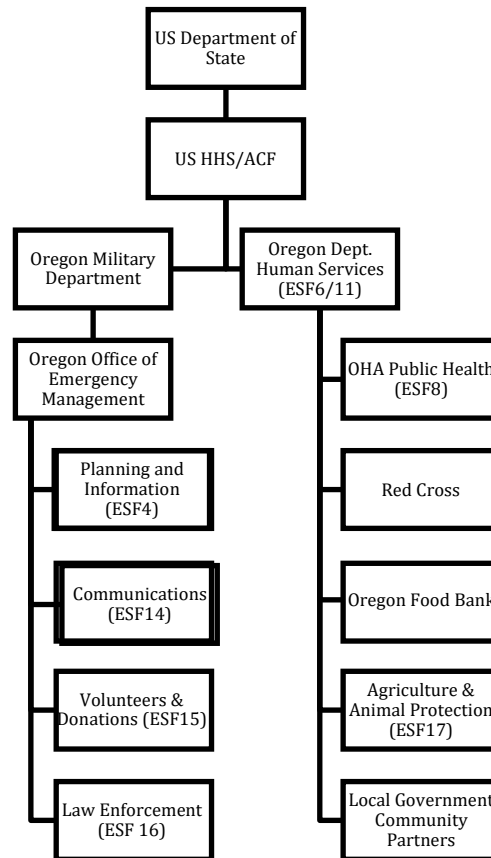 US Department of
State
US HHS/ACF
Oregon Military
Department
Oregon Dept.
Human Services
(ESF6/11)
Oregon Office of
Emergency
Management
OHA Public Health
(ESF8)
Planning and
Information
(ESF4)
Red Cross
Communications
(ESF14)
Oregon Food Bank
Volunteers &
Donations (ESF15)
Agriculture &
Animal Protection
(ESF17)
Law Enforcement
(ESF 16)
Local Government
Community
Partners